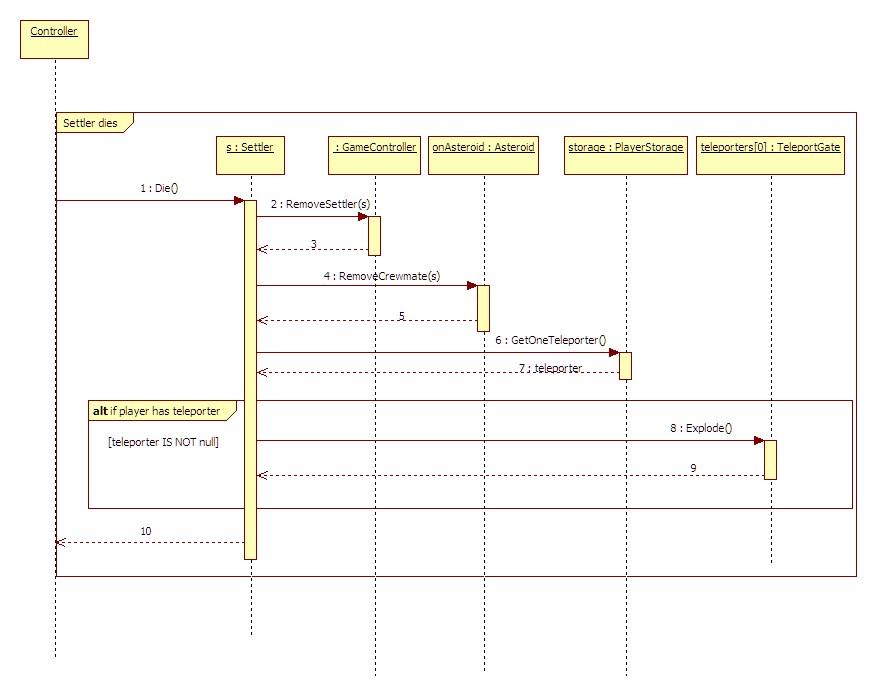 Controller
Settler dies
s : Settler
: GameController
onAsteroid : Asteroid
storage : PlayerStorage
teleporters[0] : TeleportGate
1 : Die()
2 : RemoveSettler(s)
3
4 : RemoveCrewmate(s)
5
6 : GetOneTeleporter()
7 : teleporter
alt if player has teleporter
8 : Explode()
[teleporter IS NOT null]
9
10